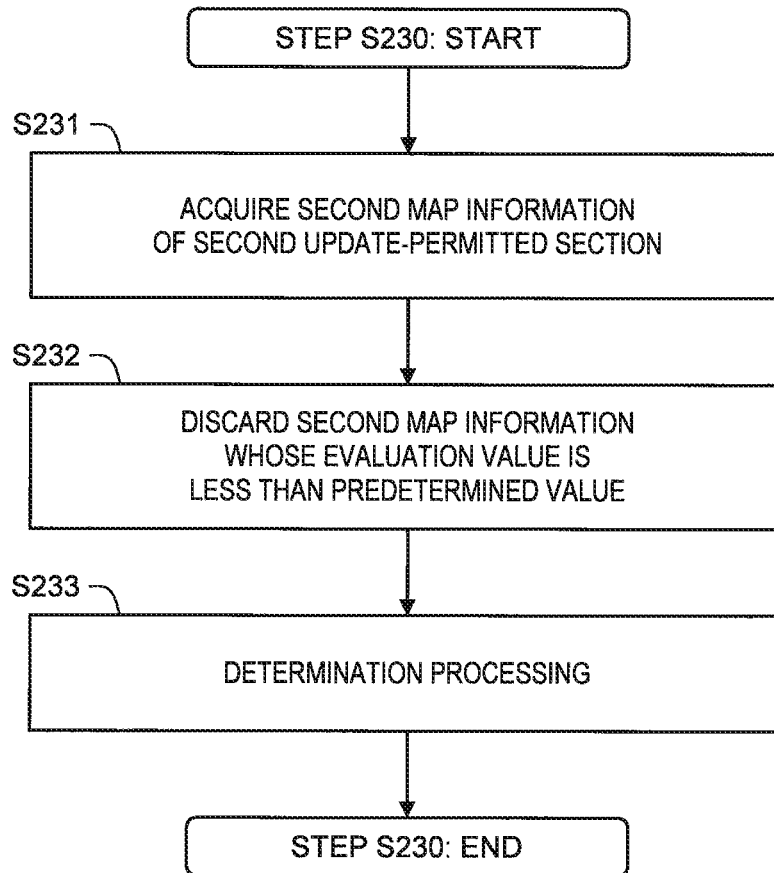 STEP S230: START
S231
ACQUIRE SECOND MAP INFORMATION
OF SECOND UPDATE-PERMITTED SECTION
S232
DISCARD SECOND MAP INFORMATION
WHOSE EVALUATION VALUE IS
LESS THAN PREDETERMINED VALUE
S233
DETERMINATION PROCESSING
STEP S230: END